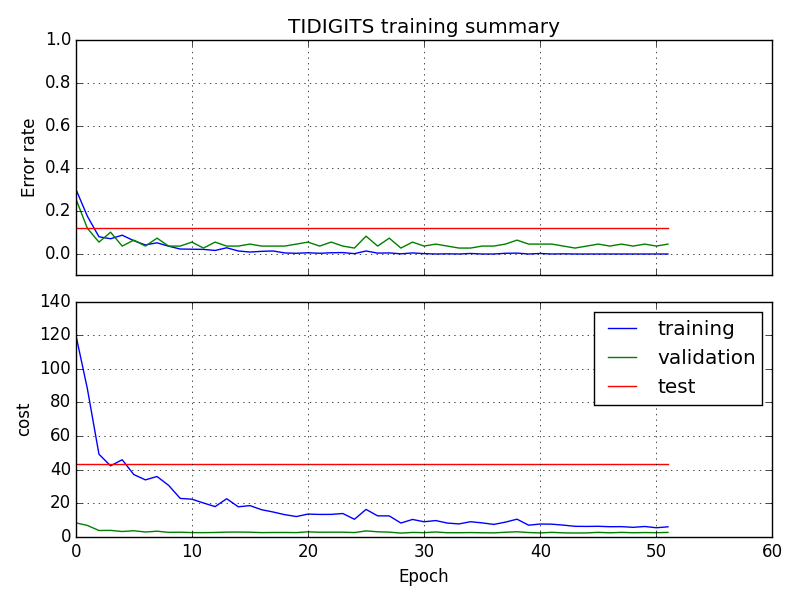 TIDIGITS training summary
1.0
0.8
0.6
0.4
0.2
0.0
Error rate
140
120
100
80
60
40
20
0
cost
training
validation
test
0 10 20 30 40 50 60
Epoch